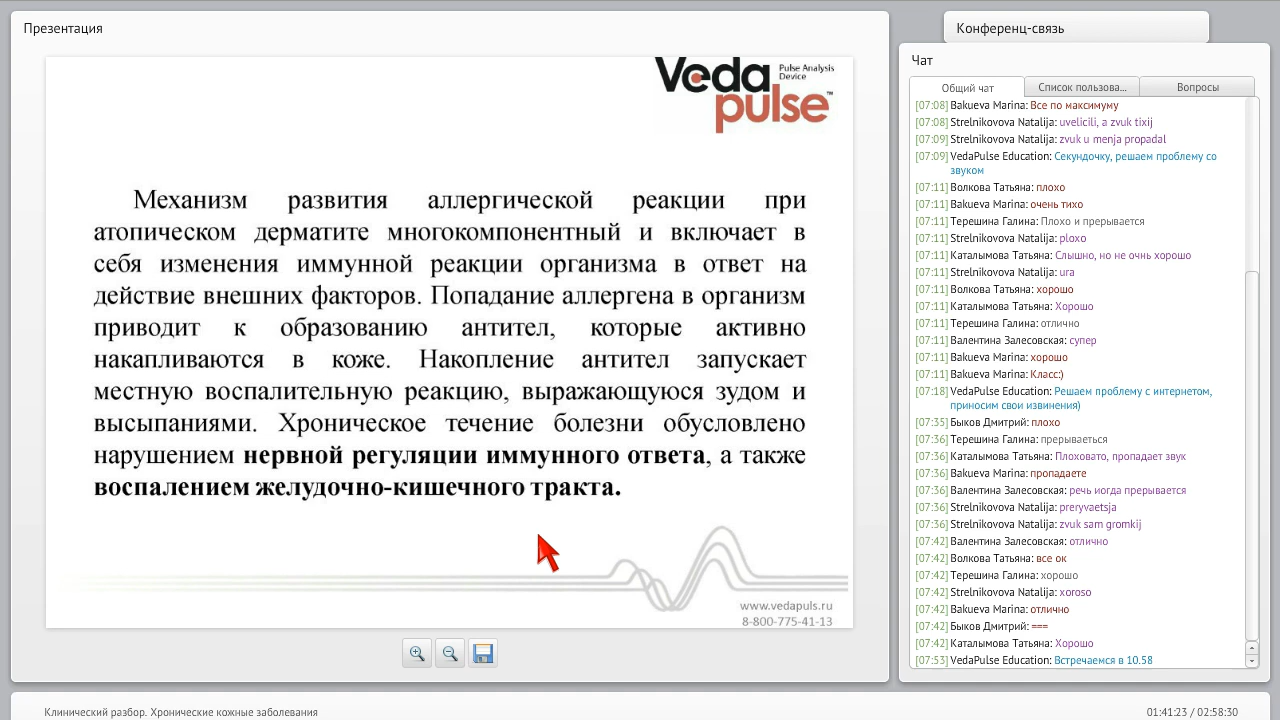 Презентация
Veda
pulse™
Pulse Analysis
Device
Механизм развития аллергической реакции при
атопическом дерматите многокомпонентный и включает в
себя изменения иммунной реакции организма в ответ на
действие внешних факторов. Попадание аллергена в организм
приводит к образованию антител, которые активно
накапливаются в коже. Накопление антител запускает
местную воспалительную реакцию, выражающуюся зудом и
высыпаниями. Хроническое течение болезни обусловлено
нарушением нервной регуляции иммунного ответа, а также
воспалением желудочно-кишечного тракта.
www.vedapuls.ru
8-800-775-41-13
Конференц-связь
Чат
Общий чат
Список пользова...
Вопросы
[07:08] Bakueva Marina: Все по максимуму
[07:08] Strelnikovova Natalija: uvelicili, a zvuk tixij
[07:09] Strelnikovova Natalija: zvuk u menja propadal
[07:09] VedaPulse Education: Секундочку, решаем проблему со
звуком
[07:11] Волкова Татьяна: плохо
[07:11] Bakueva Marina: очень тихо
[07:11] Терешина Галина: Плохо и прерывается
[07:11] Strelnikovova Natalija: ploxo
[07:11] Каталымова Татьяна: Слышно, но не очнь хорошо
[07:11] Strelnikovova Natalija: ura
[07:11] Волкова Татьяна: хорошо
[07:11] Каталымова Татьяна: Хорошо
[07:11] Терешина Галина: отлично
[07:11] Валентина Залесовская: супер
[07:11] Bakueva Marina: хорошо
[07:11] Bakueva Marina: Класс:)
[07:18] VedaPulse Education: Решаем проблему с интернетом,
приносим свои извинения)
[07:35] Быков Дмитрий: плохо
[07:36] Терешина Галина: прерываеться
[07:36] Каталымова Татьяна: Плоховато, пропадает звук
[07:36] Bakueva Marina: пропадаете
[07:36] Валентина Залесовская: речь иогда прерывается
[07:36] Strelnikovova Natalija: preryvaetsja
[07:36] Strelnikovova Natalija: zvuk sam gromkij
[07:42] Валентина Залесовская: отлично
[07:42] Волкова Татьяна: все ок
[07:42] Терешина Галина: хорошо
[07:42] Strelnikovova Natalija: xoroso
[07:42] Bakueva Marina: отлично
[07:42] Быков Дмитрий: ===
[07:42] Каталымова Татьяна: Хорошо
[07:53] VedaPulse Education: Встречаемся в 10.58
Клинический разбор. Хронические кожные заболевания
01:41:23 / 02:58:30